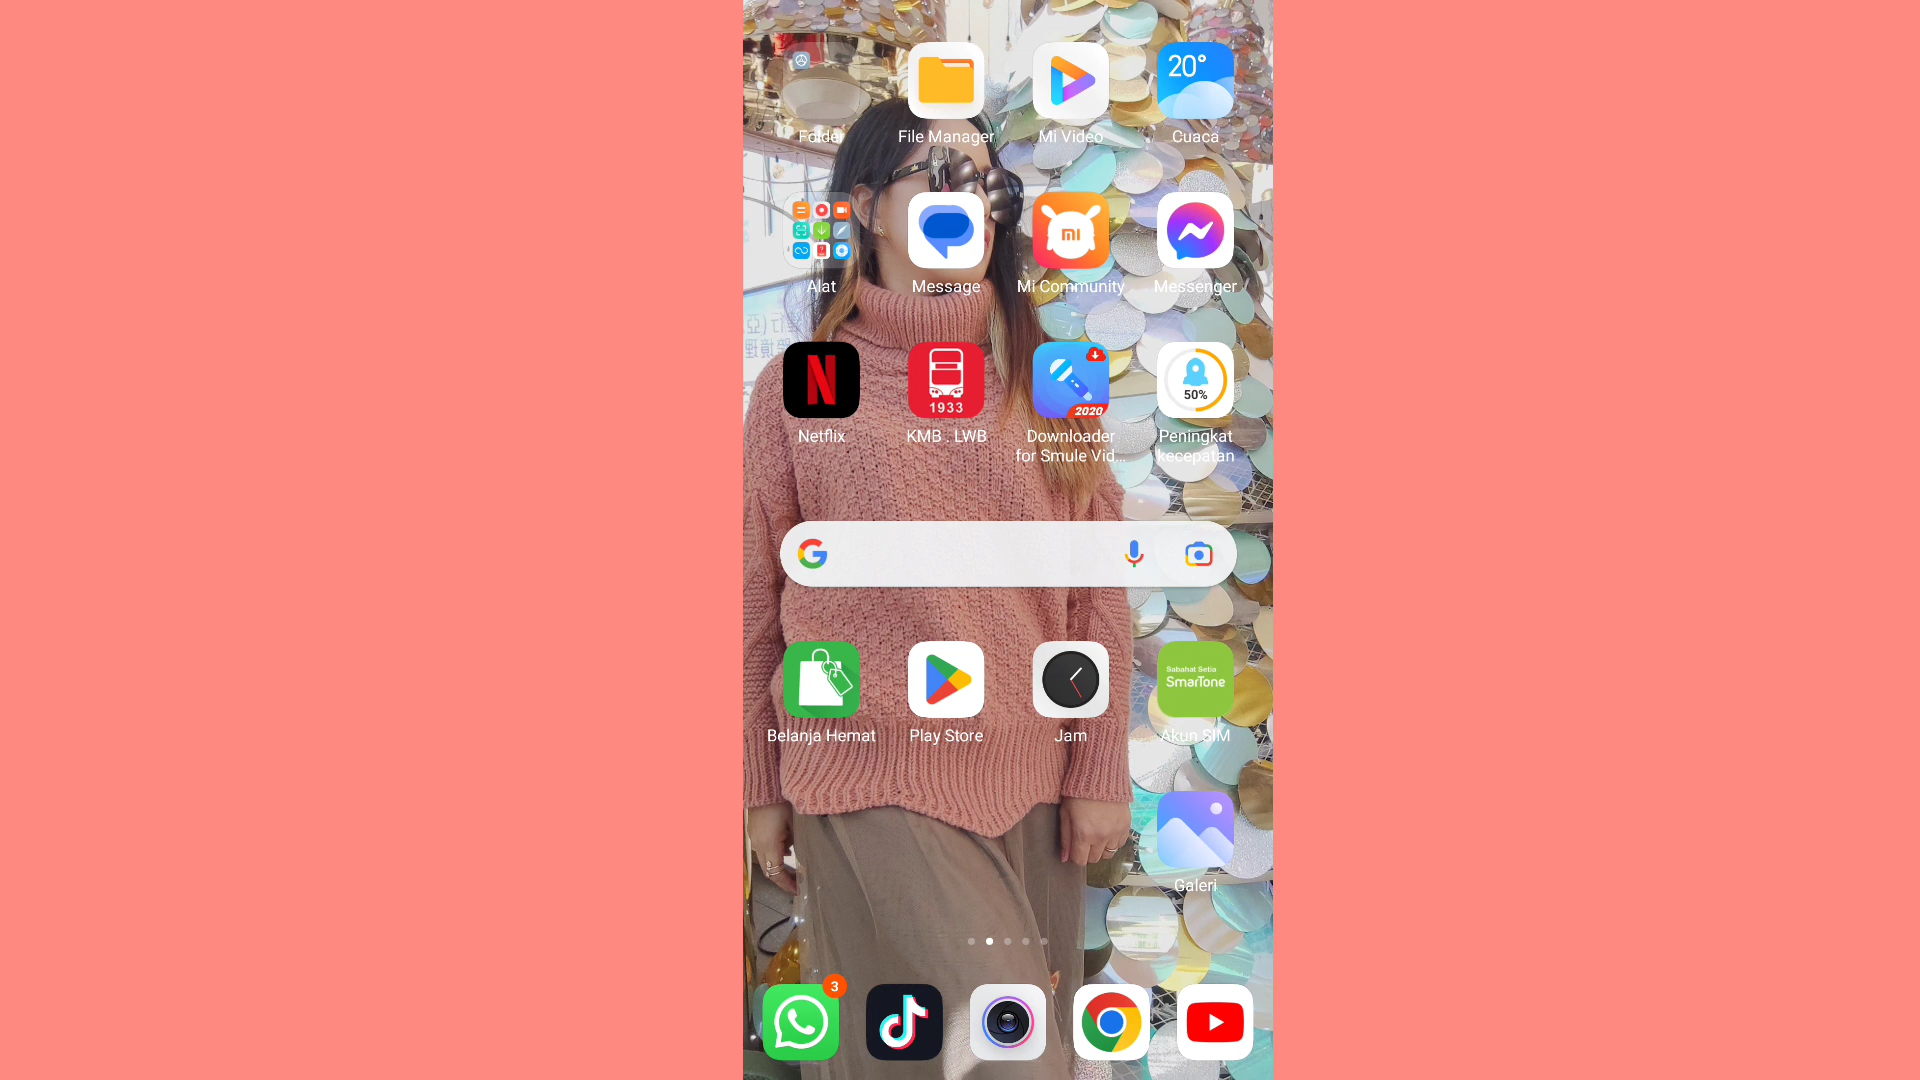 20°
Folder
File Manager
Mi Video
Cuaca
Alat
Message
Mi Community
Messenger
1933
2020
50%
Netflix
KMB . LWB
Downloader
for Smule Vid...
Peningkat
kecepatan
Sabahat Setia
SmarTone
Belanja Hemat
Play Store
Jam
Akun SIM
Galeri
3